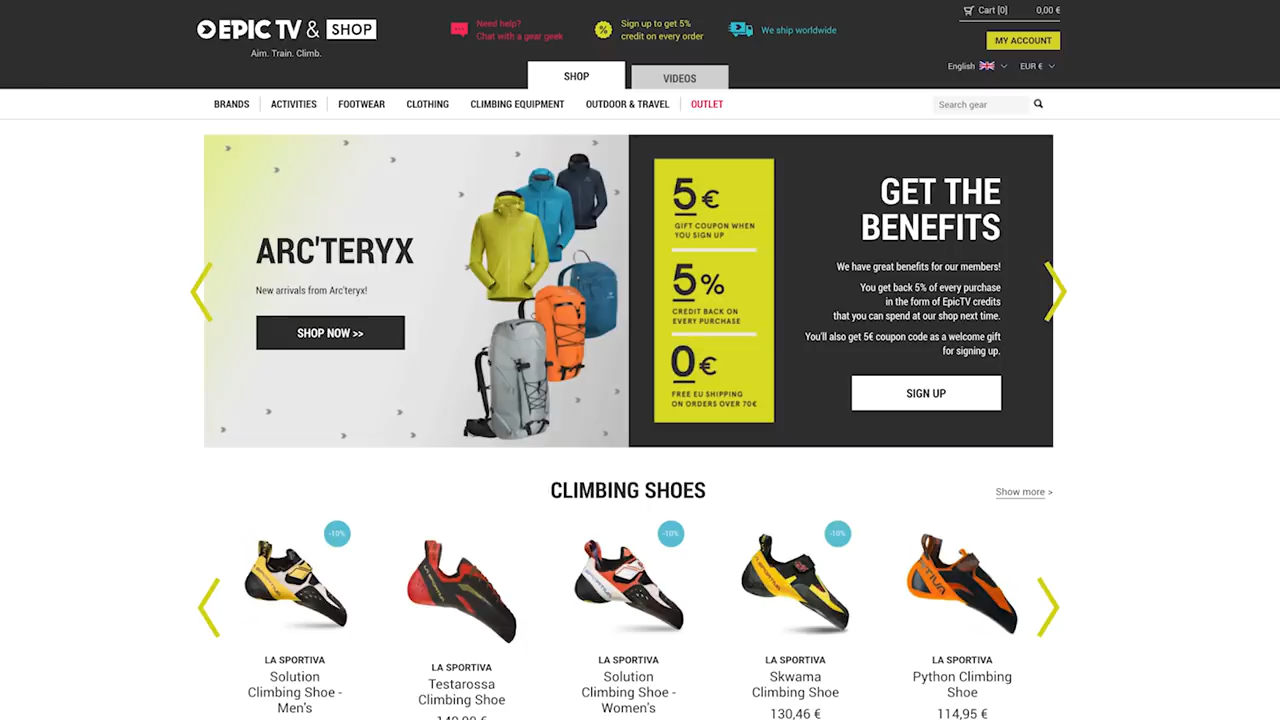 EPIC TV & SHOP
Aim. Train. Climb.
Need help?
Chat with a gear geek
%
Sign up to get 5%
credit on every order
We ship worldwide
Cart [0] 0,00 €
MY ACCOUNT
English EUR €
SHOP VIDEOS
BRANDS ACTIVITIES FOOTWEAR CLOTHING CLIMBING EQUIPMENT OUTDOOR & TRAVEL OUTLET Search gear
ARC'TERYX
New arrivals from Arc'teryx!
SHOP NOW >>
5 €
GIFT COUPON WHEN
YOU SIGN UP
5 %
CREDIT BACK ON
EVERY PURCHASE
0 €
FREE EU SHIPPING
ON ORDERS OVER 70€
GET THE
BENEFITS
We have great benefits for our members!
You get back 5% of every purchase
in the form of EpicTV credits
that you can spend at our shop next time.
You'll also get 5€ coupon code as a welcome gift
for signing up.
SIGN UP
CLIMBING SHOES
Show more >
-10%
-10%
-10%
LA SPORTIVA
Solution
Climbing Shoe -
Men's
LA SPORTIVA
Testarossa
Climbing Shoe
LA SPORTIVA
Solution
Climbing Shoe -
Women's
LA SPORTIVA
Skwama
Climbing Shoe
130,46 €
LA SPORTIVA
Python Climbing
Shoe
114,95 €